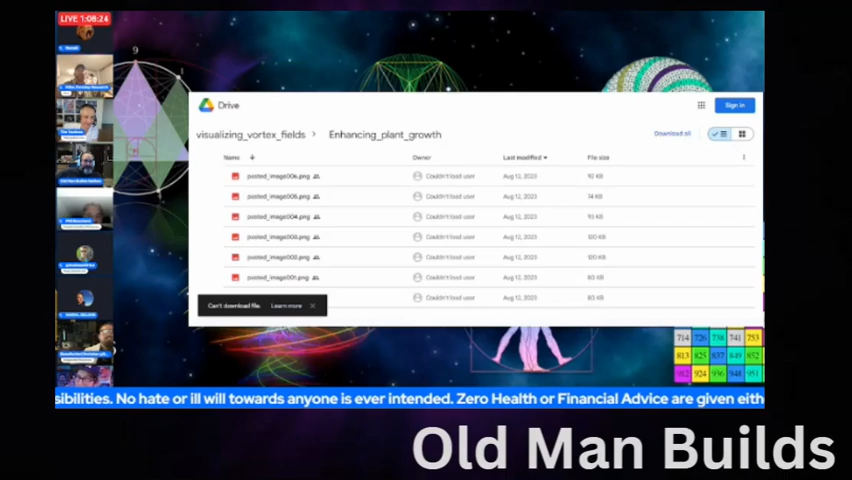 LIVE 1:08:24
9
Drive
Sign in
visualizing_vortex_fields > Enhancing_plant_growth
Download all
Name Owner Last modified File size
pasted_image006.png Couldn't load user Aug 12, 2023 92 KB
pasted_image005.png Couldn't load user Aug 12, 2023 74 KB
pasted_image004.png Couldn't load user Aug 12, 2023 93 KB
pasted_image003.png Couldn't load user Aug 12, 2023 120 KB
pasted_image002.png Couldn't load user Aug 12, 2023 120 KB
pasted_image001.png Couldn't load user Aug 12, 2023 83 KB
Couldn't load user Aug 12, 2023 83 KB
Can't download file. Learn more
714 726 738 741 753
813 825 837 849 852
912 924 936 948 951
sibilities. No hate or ill will towards anyone is ever intended. Zero Health or Financial Advice are given eith
Old Man Builds